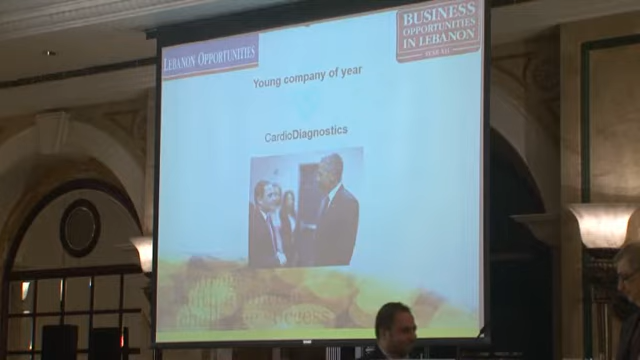 LEBANON OPPORTUNITIES
BUSINESS
OPPORTUNITIES
IN LEBANON
Young company of year
CardioDiagnostics